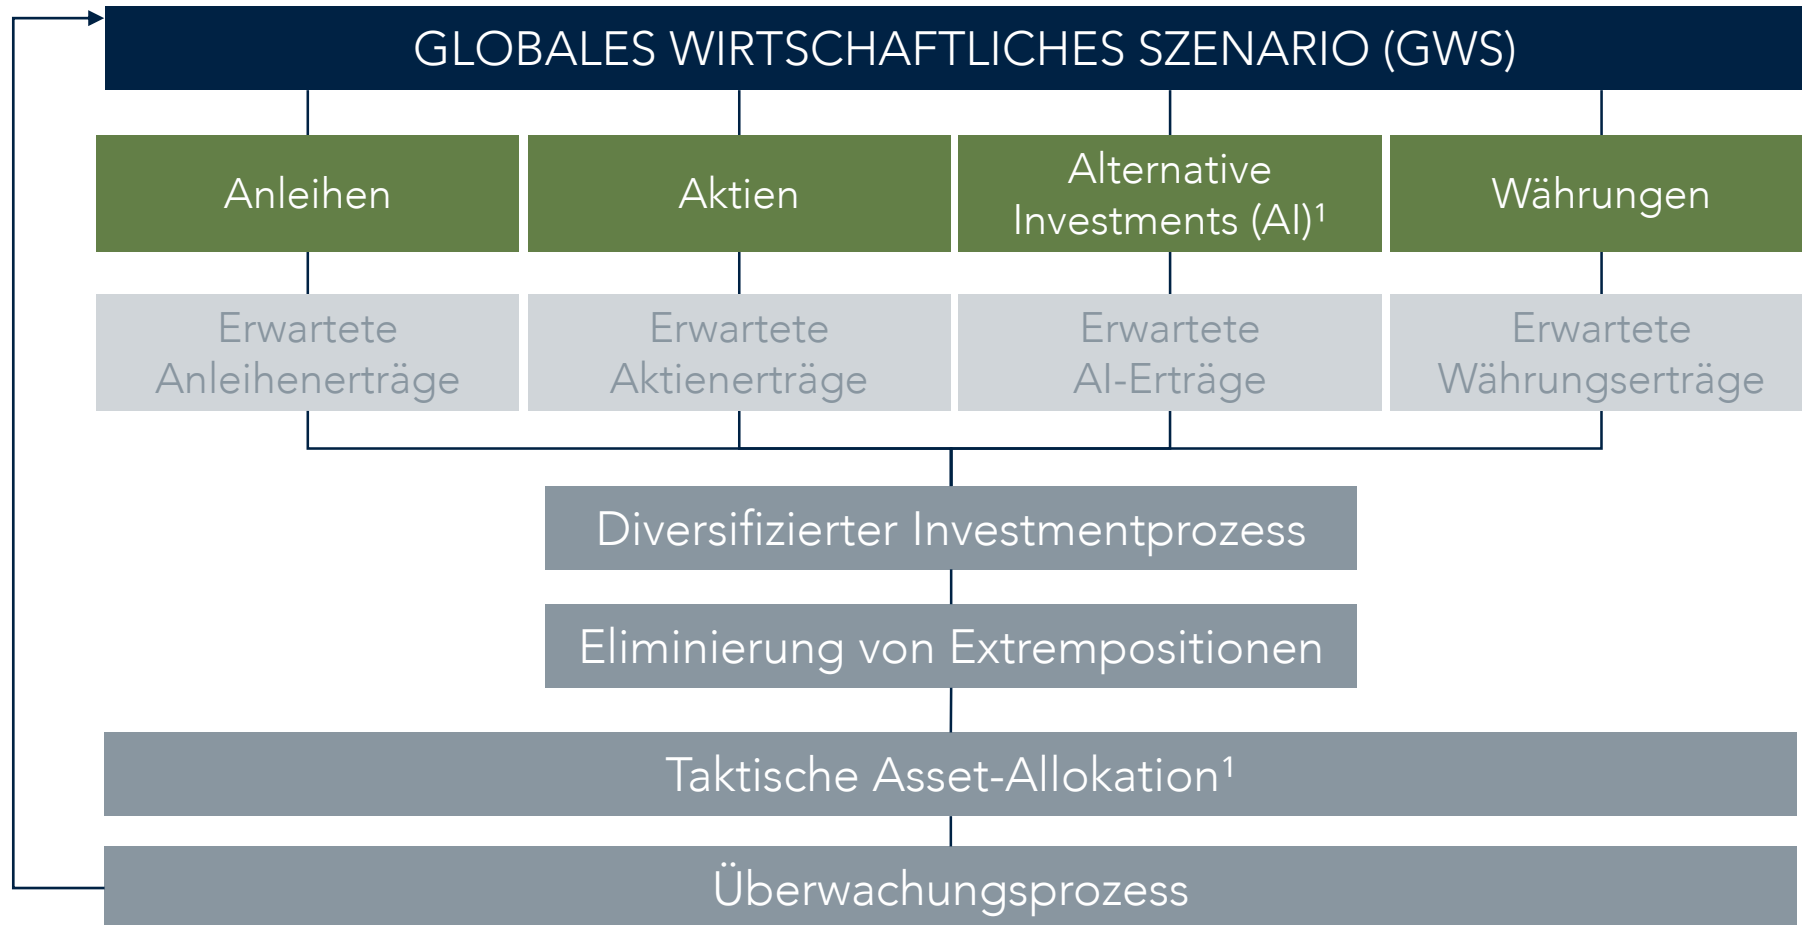 GLOBALES WIRTSCHAFTLICHES SZENARIO (GWS)
Anleihen
Aktien
Alternative
Investments (AI)¹
Währungen
Erwartete
Anleihenerträge
Erwartete
Aktienerträge
Erwartete
AI-Erträge
Erwartete
Währungserträge
Diversifizierter Investmentprozess
Eliminierung von Extrempositionen
Taktische Asset-Allokation¹
Überwachungsprozess